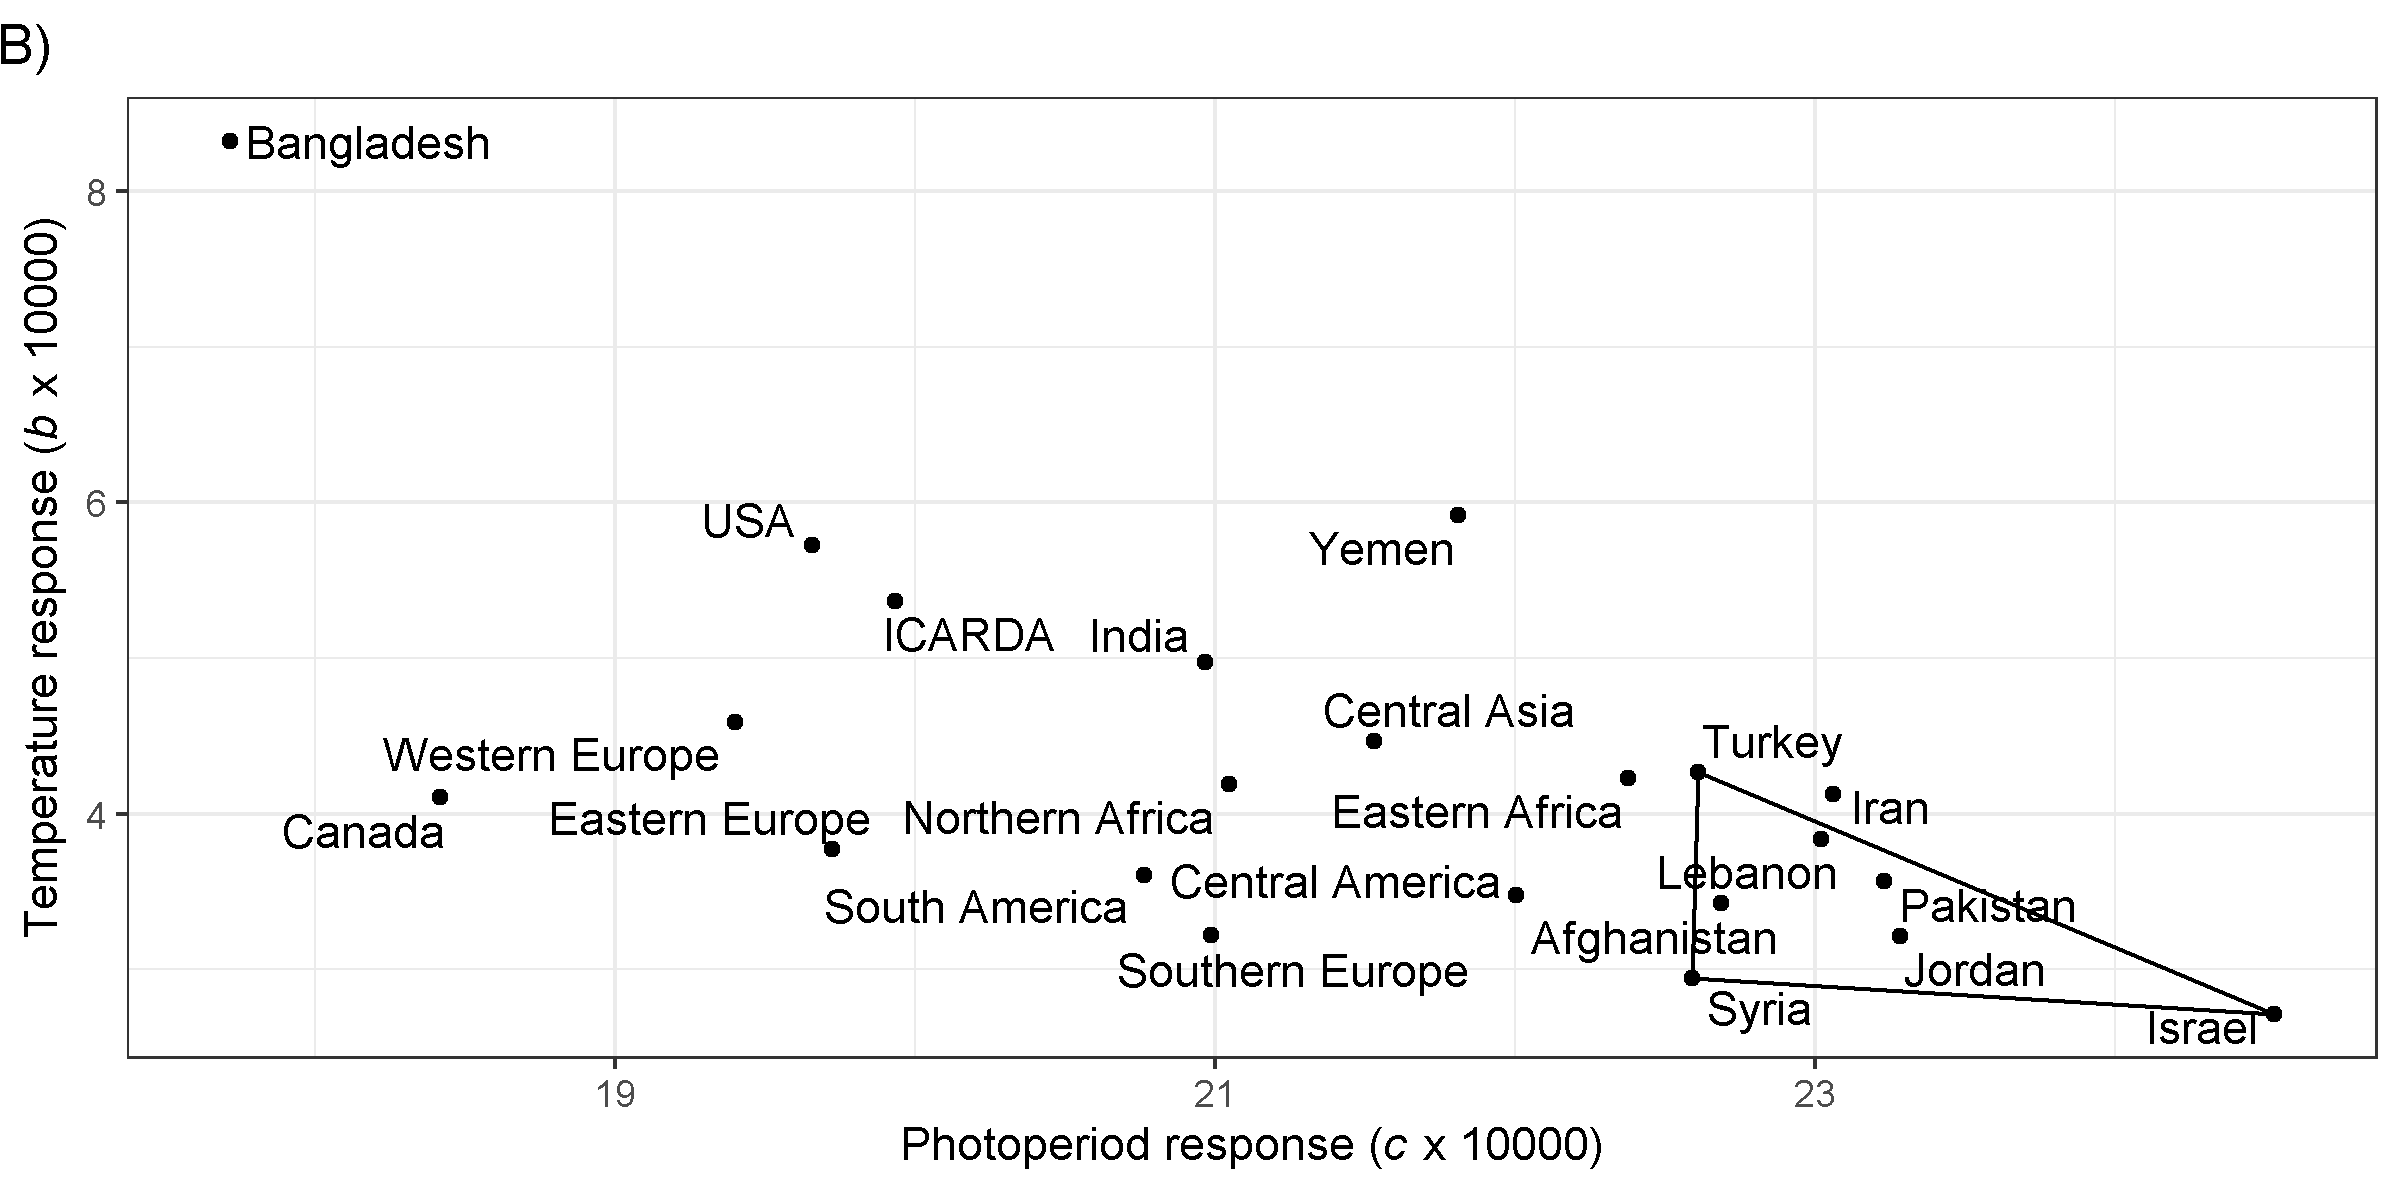 B)
Bangladesh
8
Temperature response (b x 10000)
6
USA
Yemen
ICARDA
India
Central Asia
Western Europe
Turkey
4
Canada
Eastern Europe
Northern Africa
Eastern Africa
Iran
Lebanon
South America
Central America
Pakistan
Afghanistan
Southern Europe
Jordan
Syria
Israel
19
21
23
Photoperiod response (c x 10000)